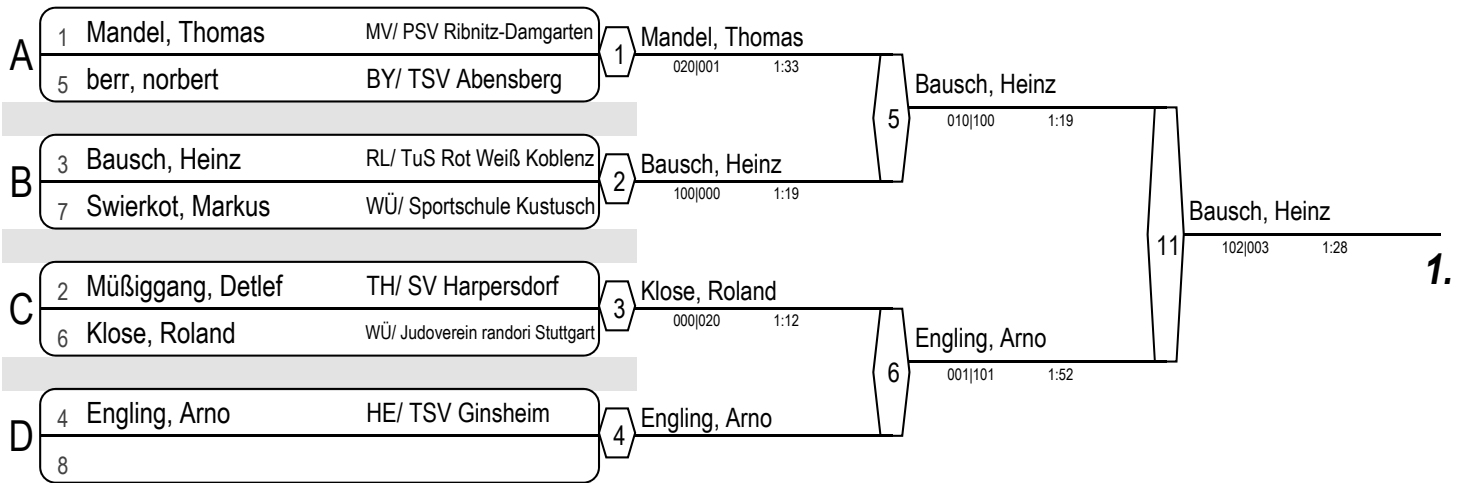 A
1 Mandel, Thomas MV/ PSV Ribnitz-Damgarten
5 berr, norbert BY/ TSV Abensberg
1
Mandel, Thomas
020|001 1:33
B
3 Bausch, Heinz RL/ TuS Rot Weiß Koblenz
7 Swierkot, Markus WÜ/ Sportschule Kustusch
2
Bausch, Heinz
100|000 1:19
5
Bausch, Heinz
010|100 1:19
C
2 Müßiggang, Detlef TH/ SV Harpersdorf
6 Klose, Roland WÜ/ Judoverein randori Stuttgart
3
Klose, Roland
000|020 1:12
D
4 Engling, Arno HE/ TSV Ginsheim
8
4
Engling, Arno
6
Engling, Arno
001|101 1:52
11
Bausch, Heinz
102|003 1:28
1.